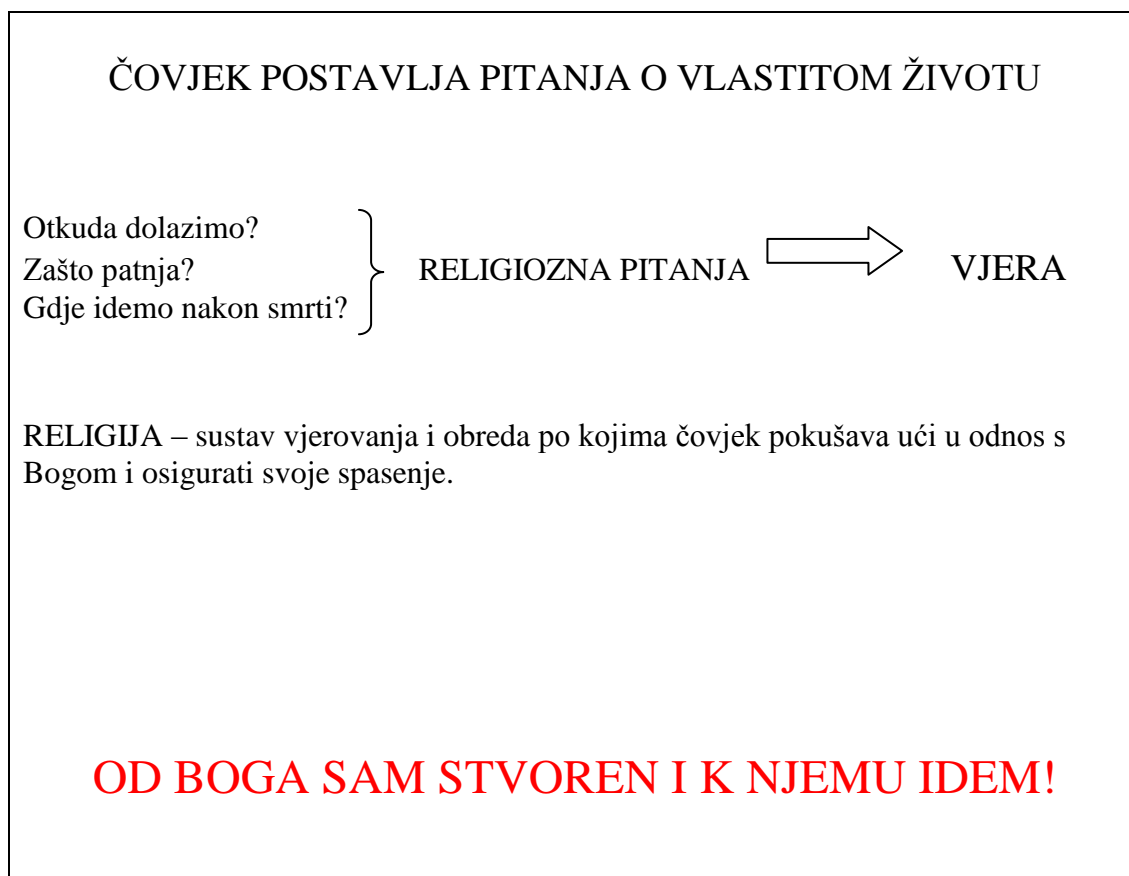 ČOVJEK POSTAVLJA PITANJA O VLASTITOM ŽIVOTU
Otkuda dolazimo?
Zašto patnja?
Gdje idemo nakon smrti?
RELIGIOZNA PITANJA
VJERA
RELIGIJA – sustav vjerovanja i obreda po kojima čovjek pokušava ući u odnos s
Bogom i osigurati svoje spasenje.
OD BOGA SAM STVOREN I K NJEMU IDEM!